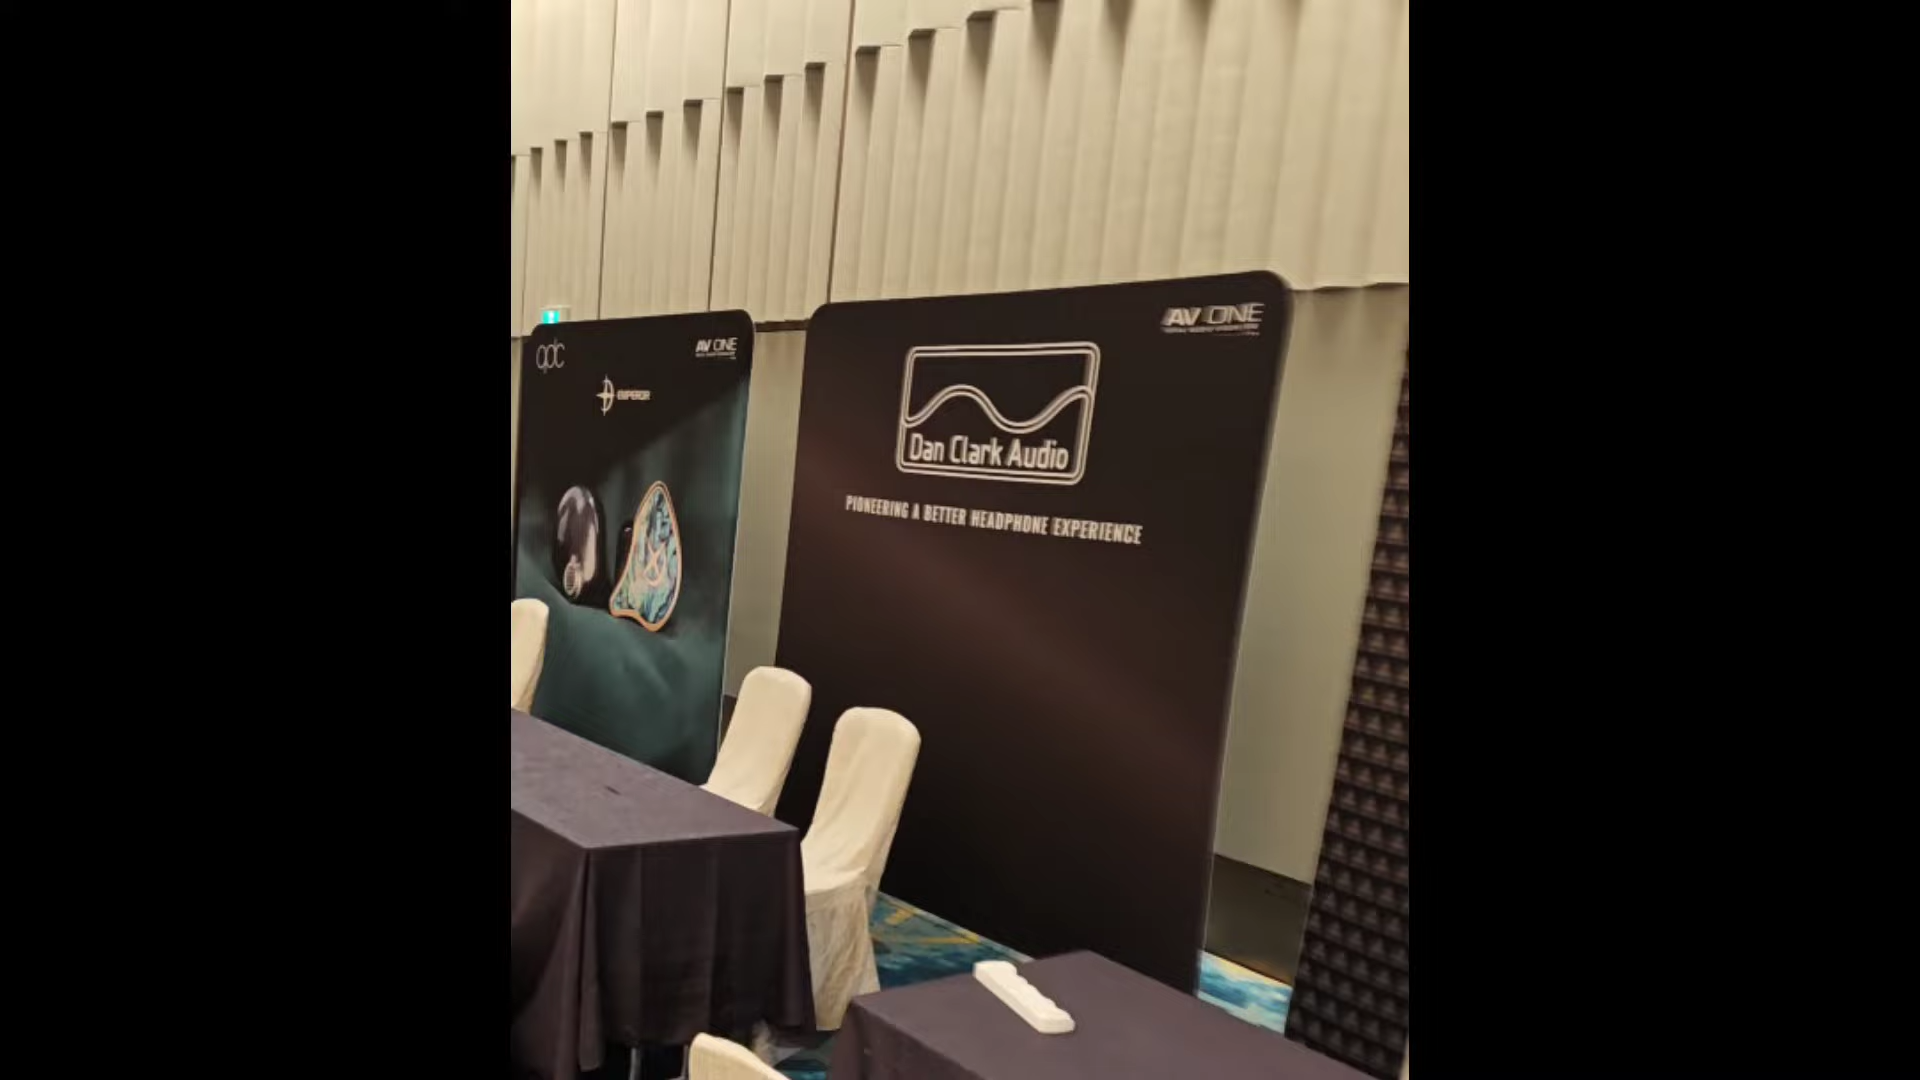 qdc
AV ONE
EMPEROR
AV ONE
Dan Clark Audio
PIONEERING A BETTER HEADPHONE EXPERIENCE